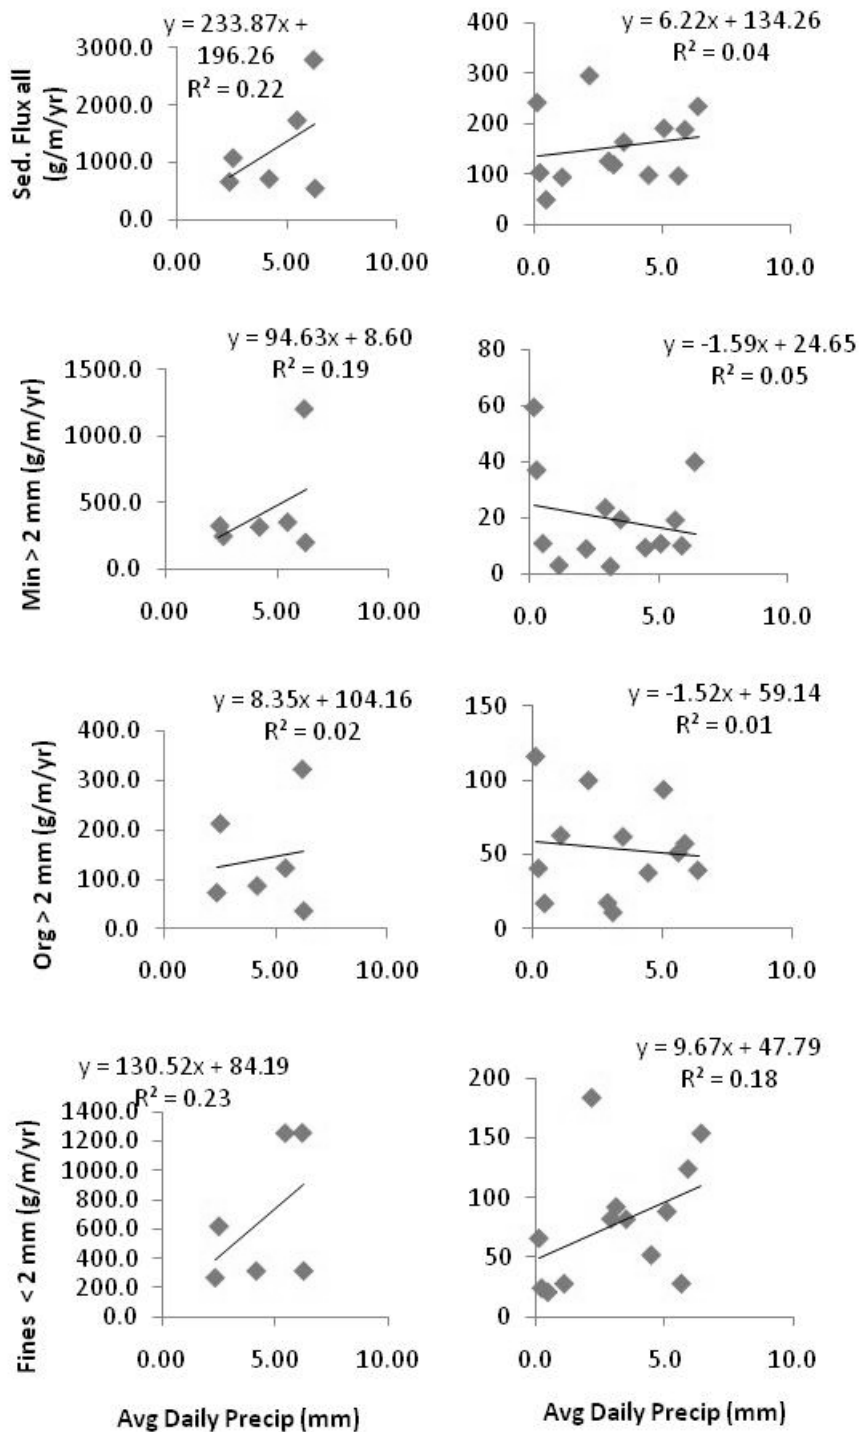 y = 233.87x +
196.26
R² = 0.22
Sed. Flux all
(g/m/yr)
3000.0
2000.0
1000.0
0.0
0.00 5.00 10.00
y = 6.22x + 134.26
R² = 0.04
400
300
200
100
0
0.0 5.0 10.0
y = 94.63x + 8.60
R² = 0.19
Min > 2 mm (g/m/yr)
1500.0
1000.0
500.0
0.0
0.00 5.00 10.00
y = -1.59x + 24.65
R² = 0.05
80
60
40
20
0
0.0 5.0 10.0
y = 8.35x + 104.16
R² = 0.02
Org > 2 mm (g/m/yr)
400.0
300.0
200.0
100.0
0.0
0.00 5.00 10.00
y = -1.52x + 59.14
R² = 0.01
150
100
50
0
0.0 5.0 10.0
y = 130.52x + 84.19
R² = 0.23
Fines < 2 mm (g/m/yr)
1400.0
1200.0
1000.0
800.0
600.0
400.0
200.0
0.0
0.00 5.00 10.00
Avg Daily Precip (mm)
y = 9.67x + 47.79
R² = 0.18
200
150
100
50
0
0.0 5.0 10.0
Avg Daily Precip (mm)